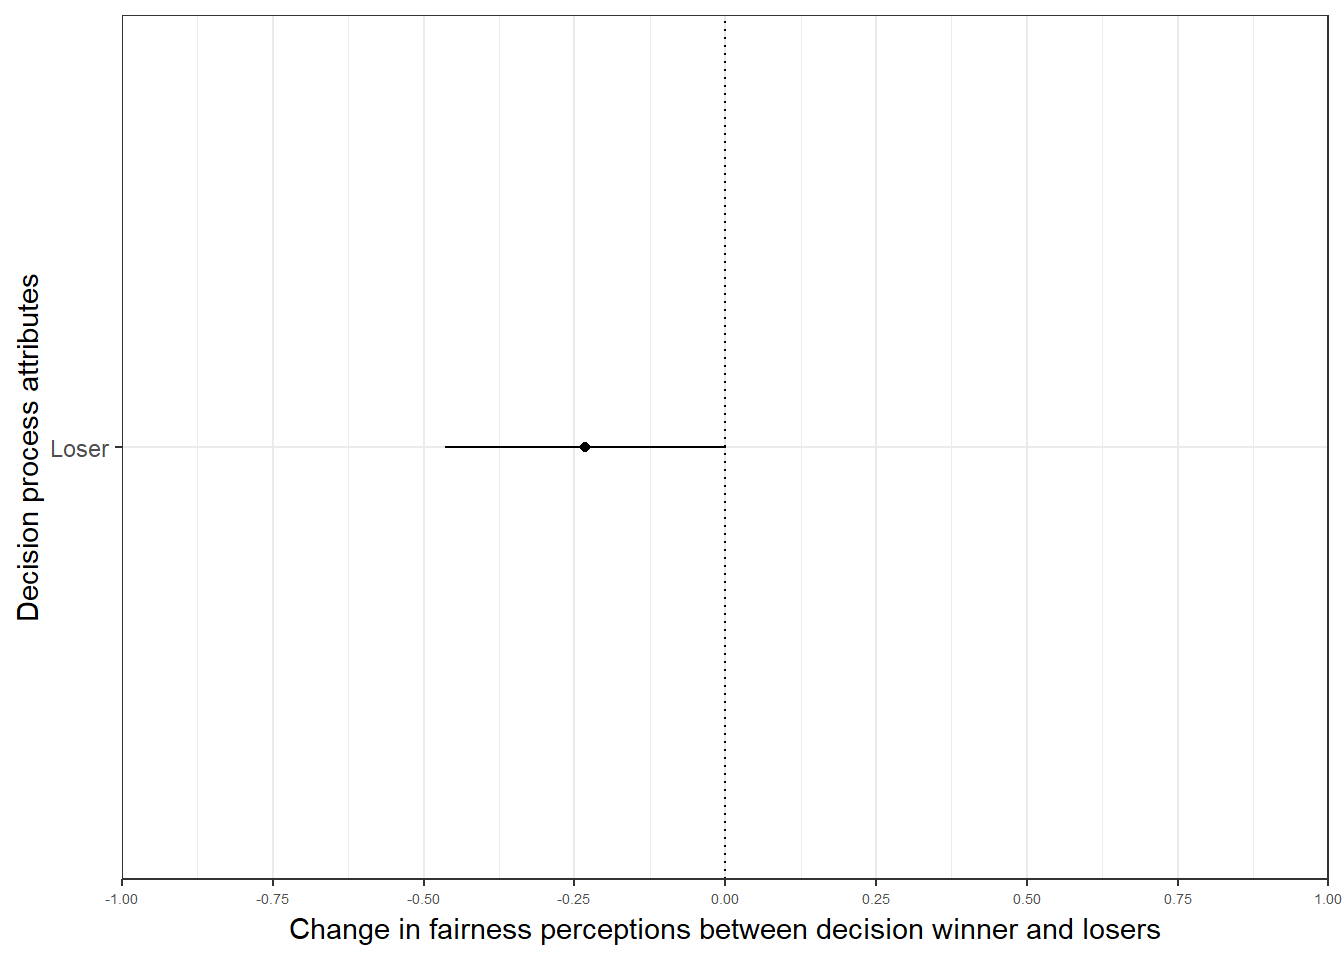 Decision process attributes
Loser
-1.00 -0.75 -0.50 -0.25 0.00 0.25 0.50 0.75 1.00
Change in fairness perceptions between decision winner and losers